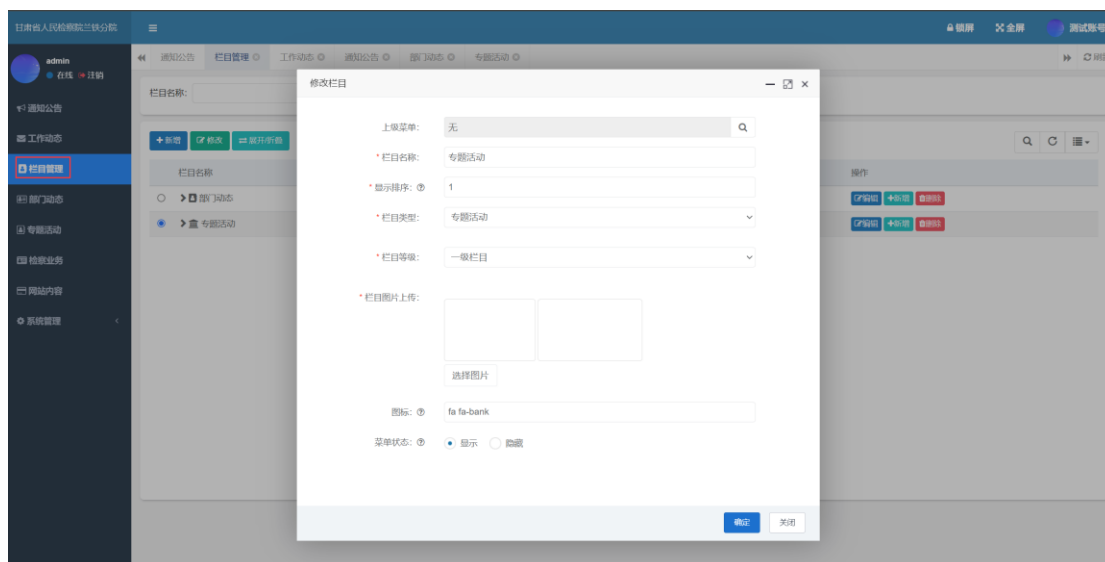 甘肃省人民检察院兰铁分院
锁屏 全屏 测试账号
admin
在线 注销
通知公告 栏目管理 工作动态 通知公告 部门动态 专题活动
通知公告
工作动态
栏目管理
部门动态
专题活动
检察业务
网站内容
系统管理
栏目名称:
新增 修改 展开/折叠
栏目名称 操作
部门动态 编辑 新增 删除
专题活动 编辑 新增 删除
修改栏目
上级菜单: 无
* 栏目名称: 专题活动
* 显示排序: 1
* 栏目类型: 专题活动
* 栏目等级: 一级栏目
* 栏目图片上传:
选择图片
图标: fa fa-bank
菜单状态: 显示 隐藏
确定 关闭